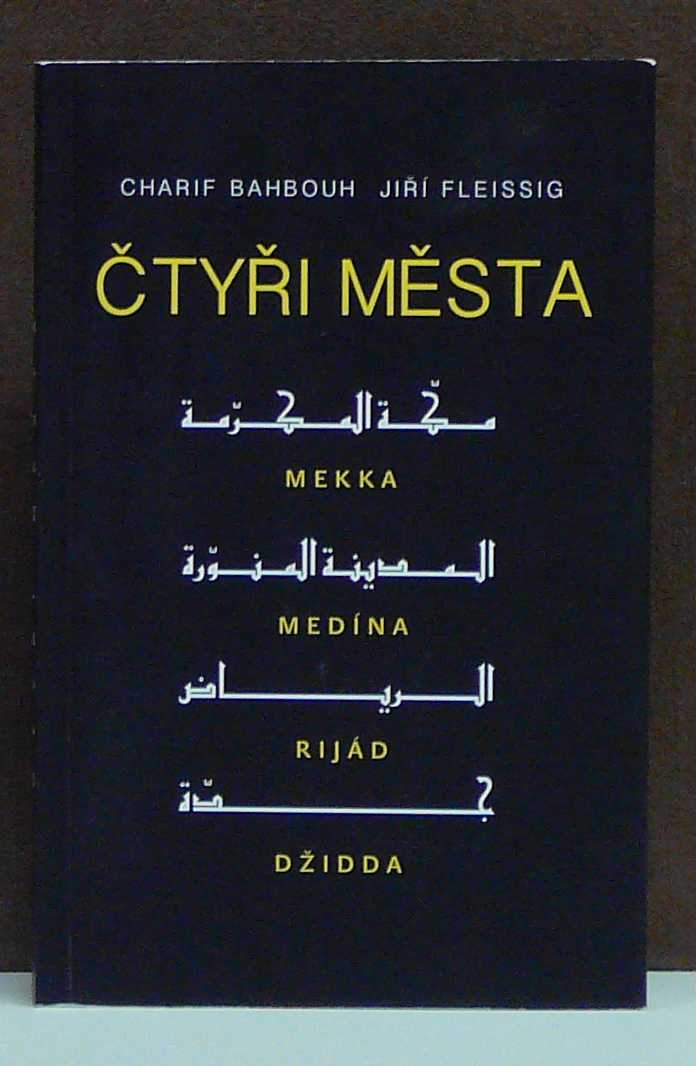 CHARIF BAHBOUH JIŘÍ FLEISSIG
ČTYŘI MĚSTA
مكّة المكرّمة
MEKKA
المدينة المنوّرة
MEDÍNA
الرياض
RIJÁD
جدّة
DŽIDDA